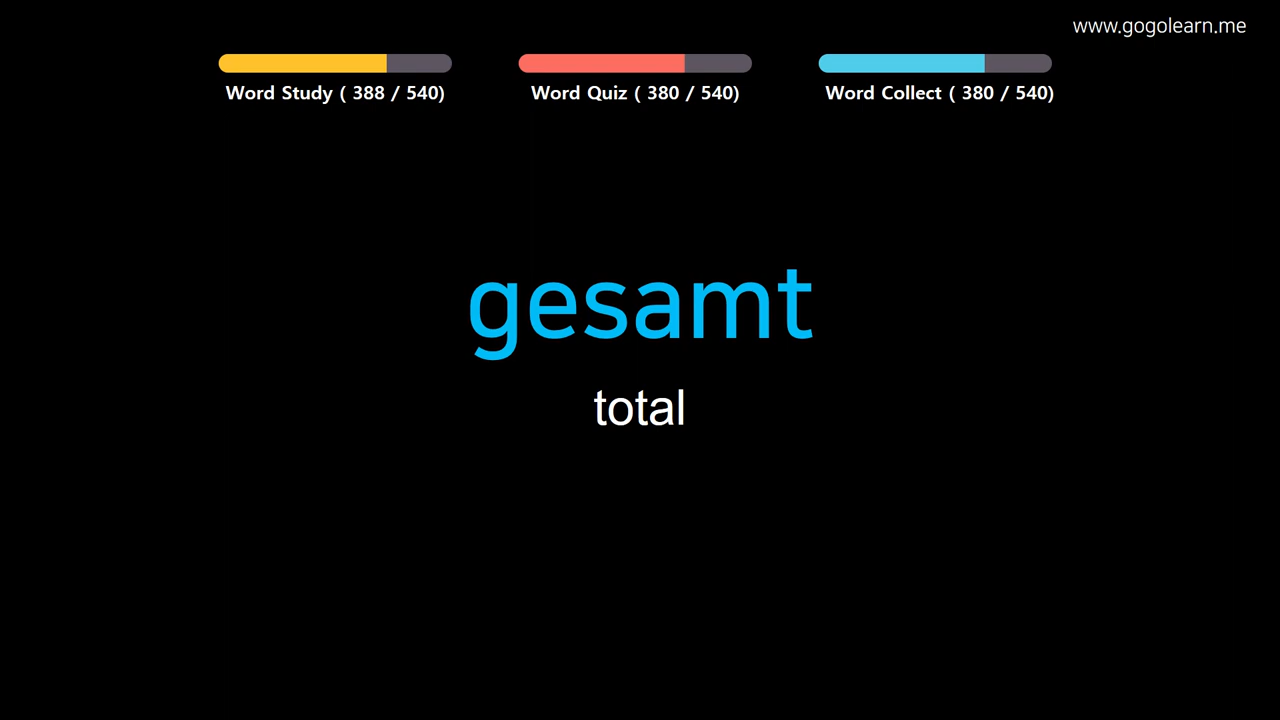 www.gogolearn.me
Word Study ( 388 / 540)
Word Quiz ( 380 / 540)
Word Collect ( 380 / 540)
gesamt
total